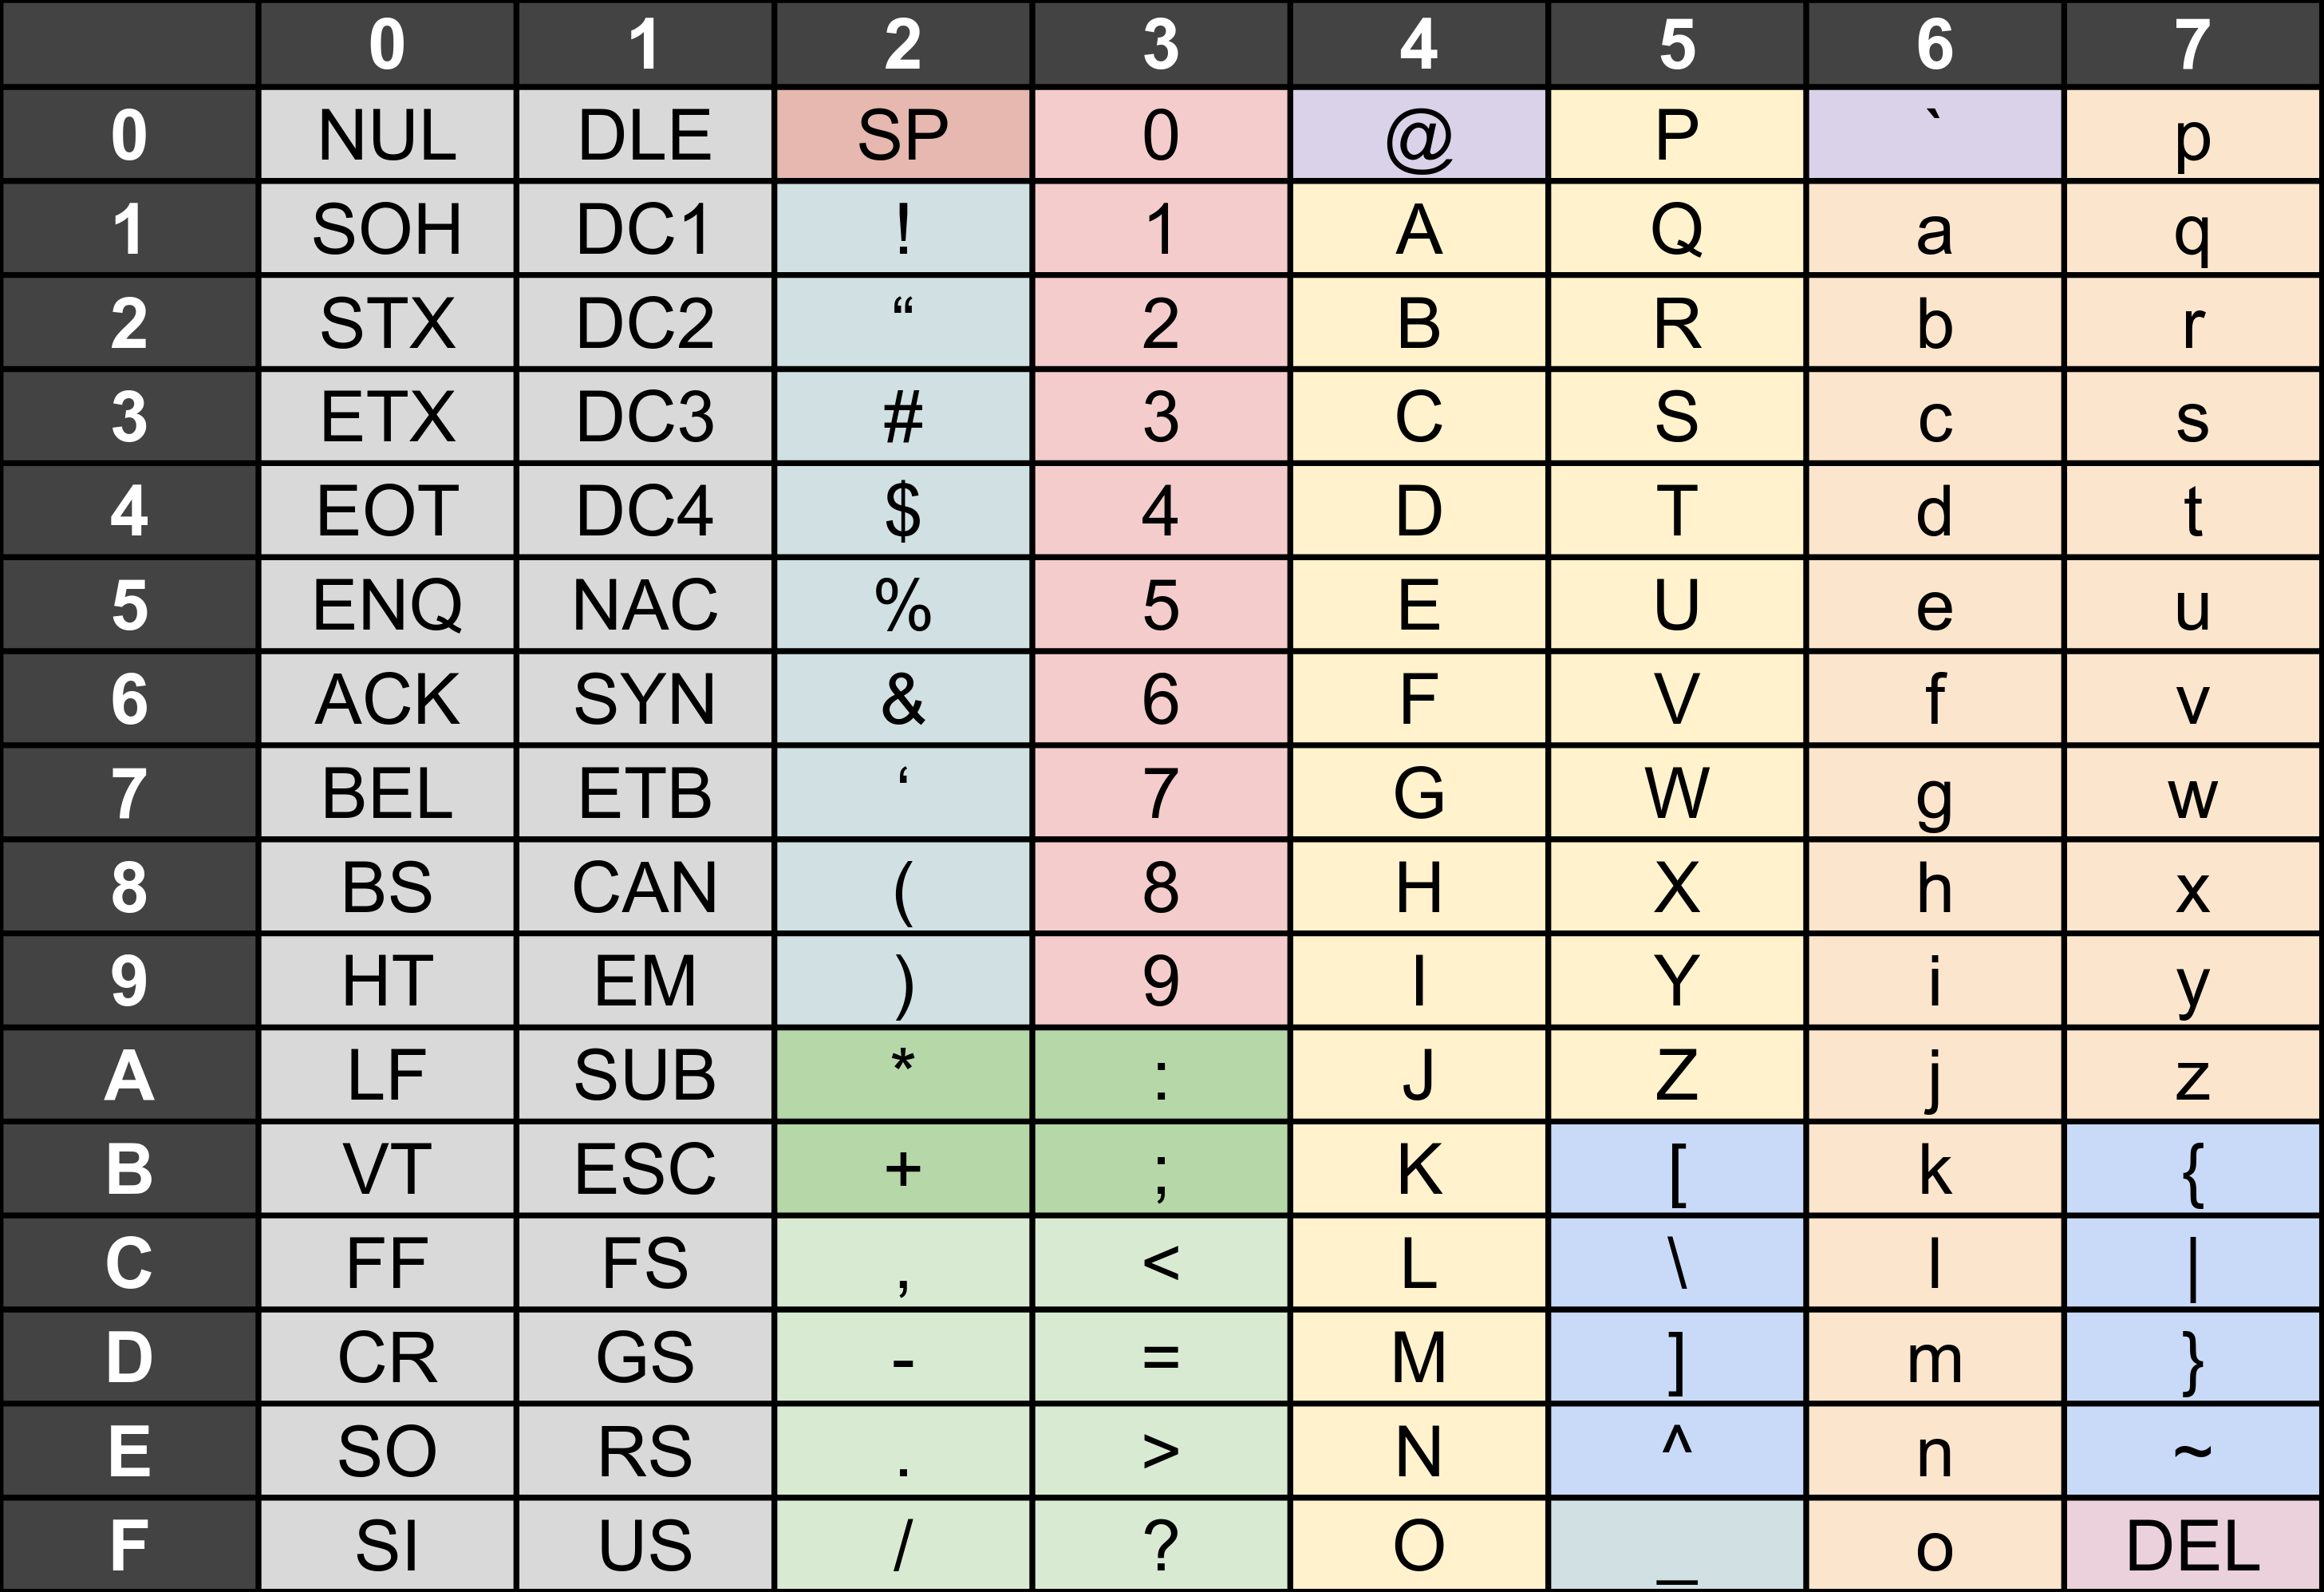 0 1 2 3 4 5 6 7
0 NUL DLE SP 0 @ P ` p
1 SOH DC1 ! 1 A Q a q
2 STX DC2 “ 2 B R b r
3 ETX DC3 # 3 C S c s
4 EOT DC4 $ 4 D T d t
5 ENQ NAC % 5 E U e u
6 ACK SYN & 6 F V f v
7 BEL ETB ‘ 7 G W g w
8 BS CAN ( 8 H X h x
9 HT EM ) 9 I Y i y
A LF SUB * : J Z j z
B VT ESC + ; K [ k {
C FF FS , < L \ l |
D CR GS - = M ] m }
E SO RS . > N ^ n ~
F SI US / ? O _ o DEL